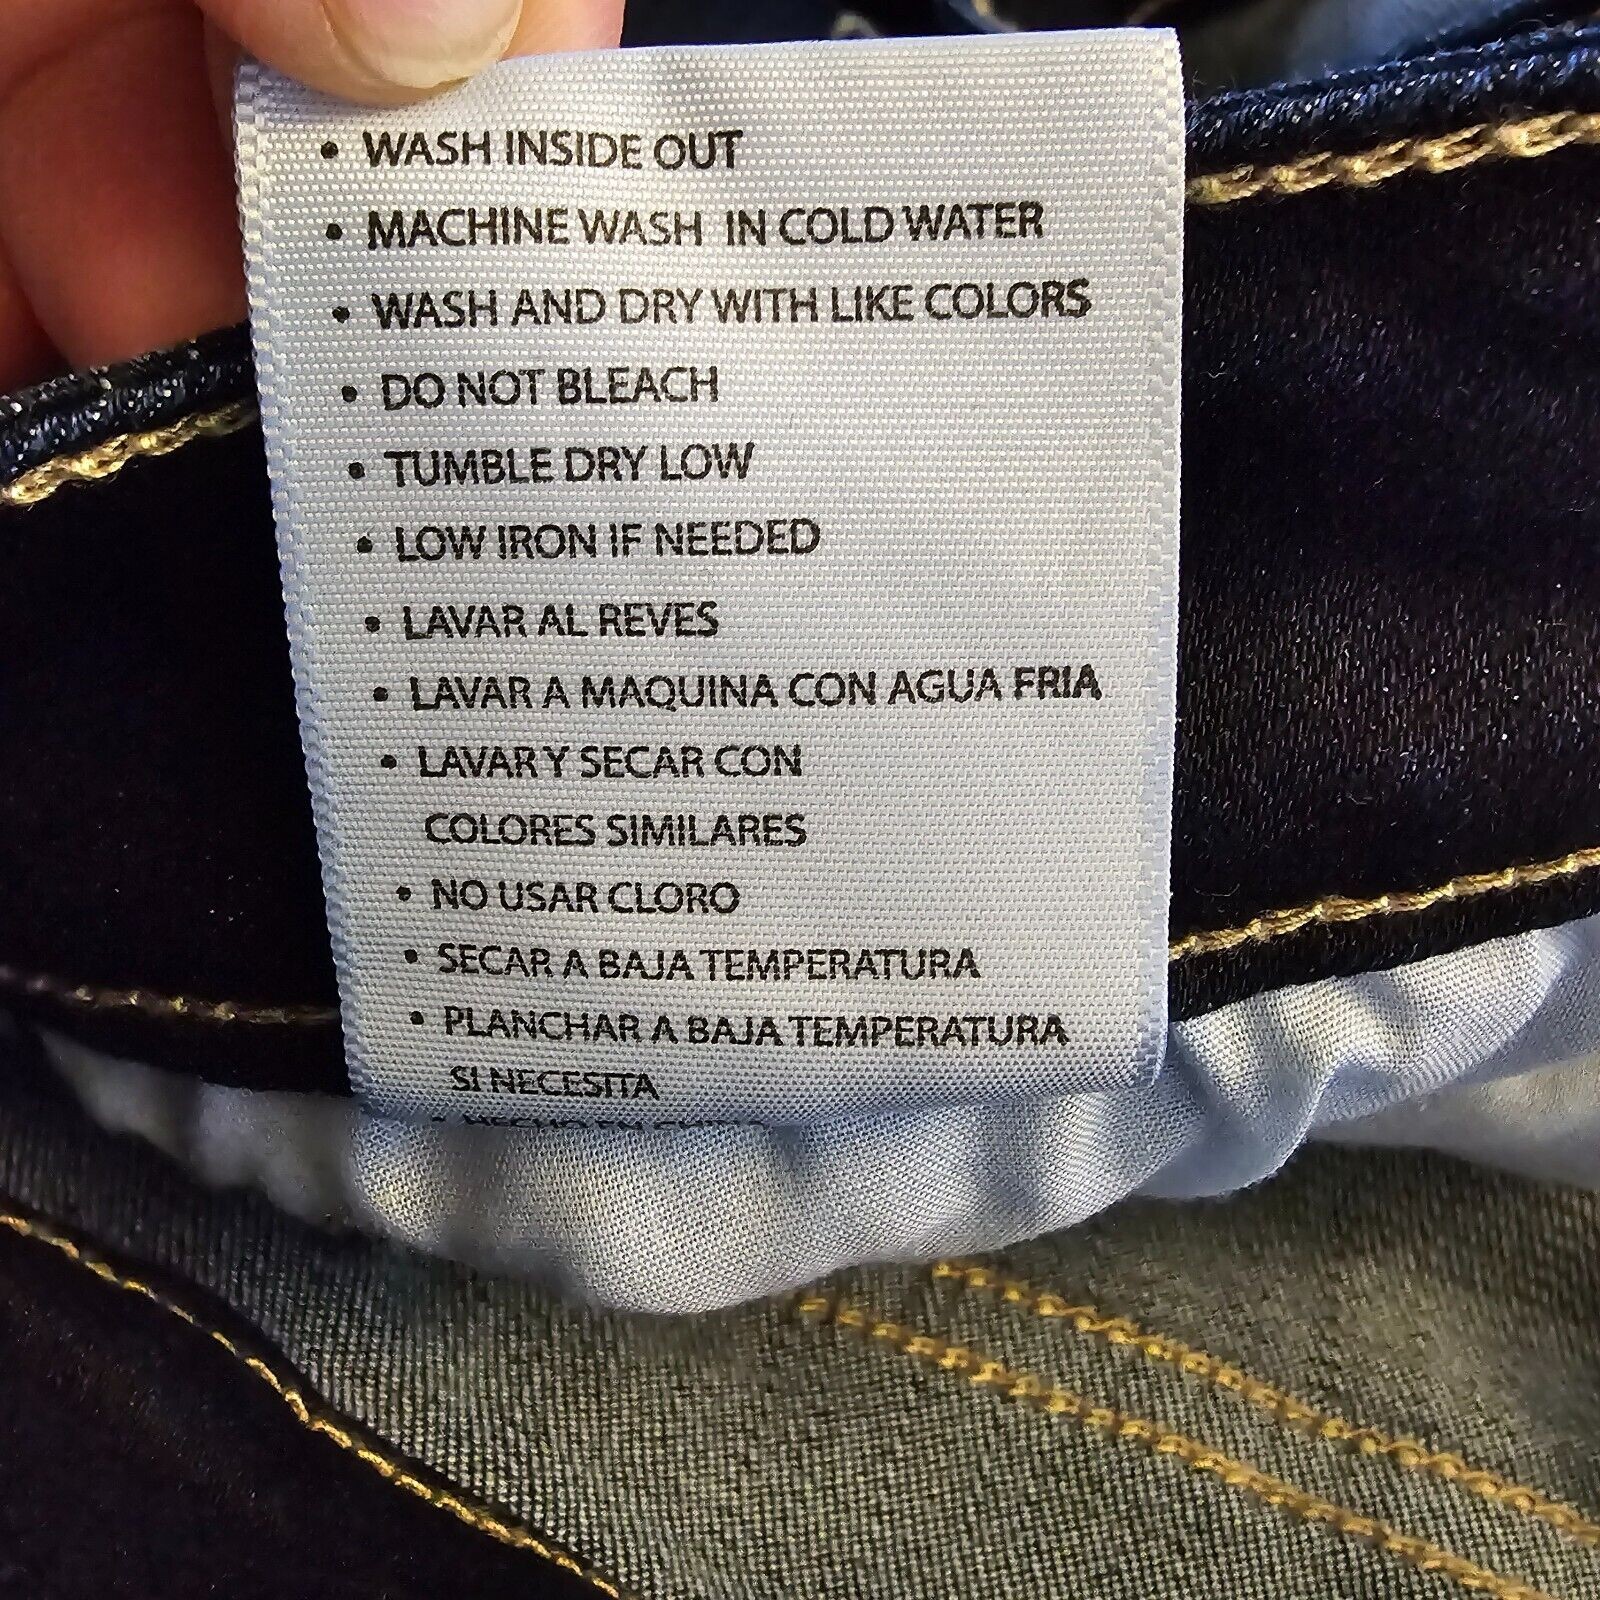 • WASH INSIDE OUT
• MACHINE WASH IN COLD WATER
• WASH AND DRY WITH LIKE COLORS
• DO NOT BLEACH
• TUMBLE DRY LOW
• LOW IRON IF NEEDED
• LAVAR AL REVES
• LAVAR A MAQUINA CON AGUA FRIA
• LAVAR Y SECAR CON
COLORES SIMILARES
• NO USAR CLORO
• SECAR A BAJA TEMPERATURA
• PLANCHAR A BAJA TEMPERATURA
SI NECESITA
• HECHO EN